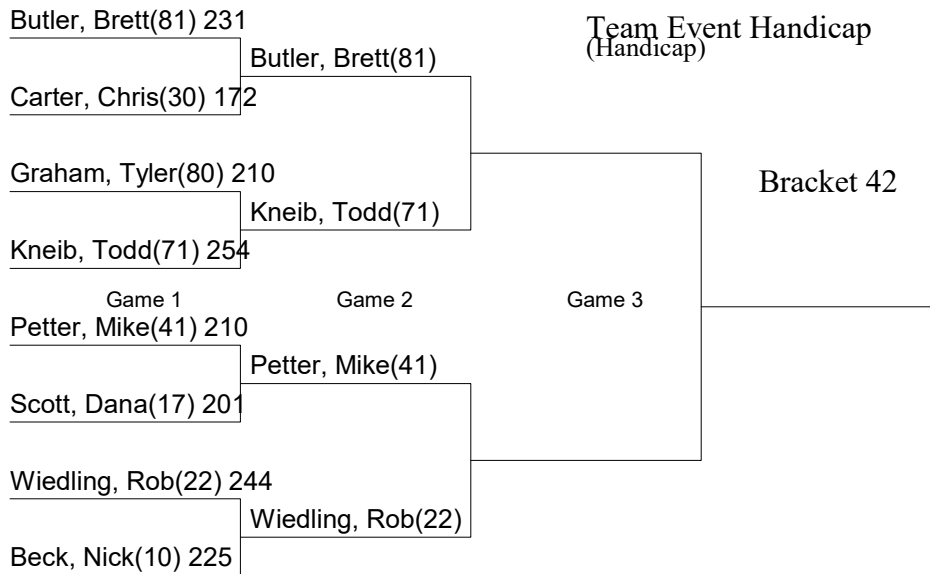 Butler, Brett(81) 231
Team Event Handicap
(Handicap)
Butler, Brett(81)
Carter, Chris(30) 172
Graham, Tyler(80) 210
Bracket 42
Kneib, Todd(71)
Kneib, Todd(71) 254
Game 1
Game 2
Game 3
Petter, Mike(41) 210
Petter, Mike(41)
Scott, Dana(17) 201
Wiedling, Rob(22) 244
Wiedling, Rob(22)
Beck, Nick(10) 225